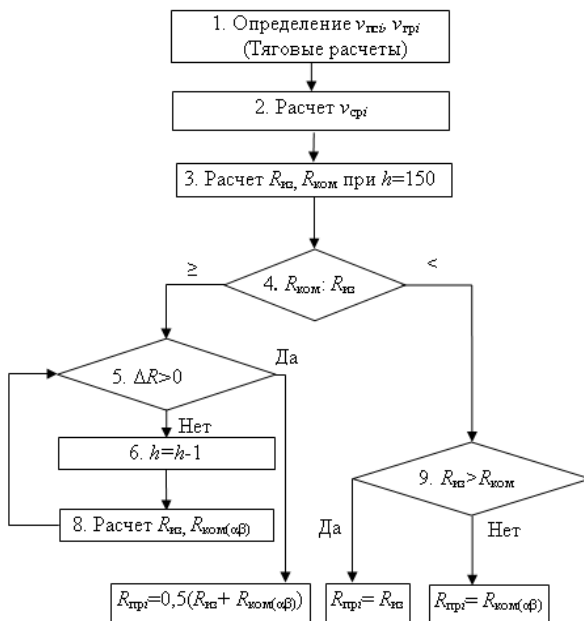 1. Определение vпсi, vгрi
(Тяговые расчеты)
2. Расчет vсрi
3. Расчет Rиз, Rком при h=150
≥
<
4. Rком: Rиз
Да
5. ΔR>0
Нет
6. h=h-1
9. Rиз>Rком
8. Расчет Rиз, Rком(αβ)
Да
Нет
Rпрi=0,5(Rиз+ Rком(αβ))
Rпрi= Rиз
Rпрi= Rком(αβ)